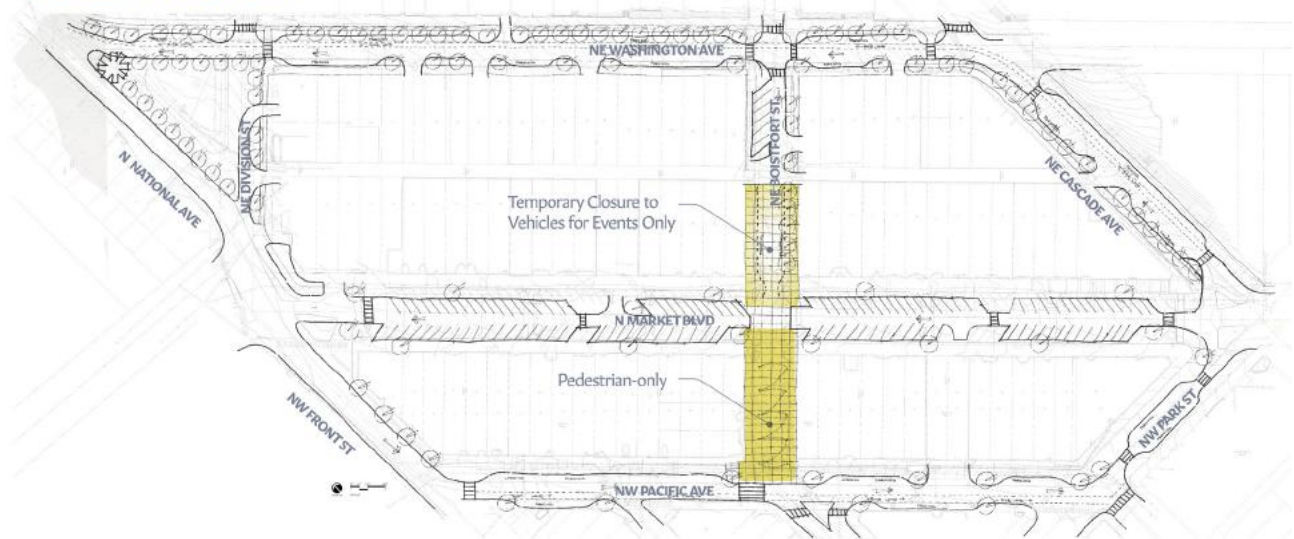 NE WASHINGTON AVE
N NATIONAL AVE
NE DIVISION ST
NE BOISTFORT ST.
NE CASCADE AVE
Temporary Closure to
Vehicles for Events Only
N MARKET BLVD
Pedestrian-only
NW FRONT ST
NW PARK ST
NW PACIFIC AVE